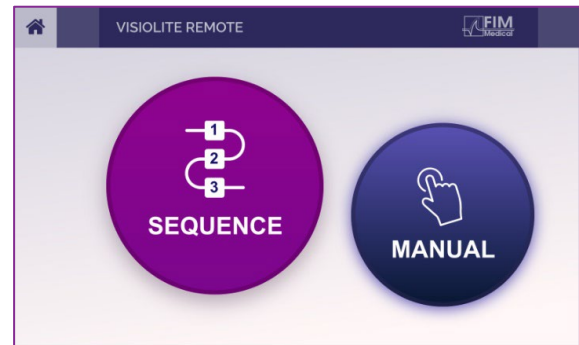 VISIOLITE REMOTE
FIM
Medical
1
2
3
SEQUENCE
MANUAL